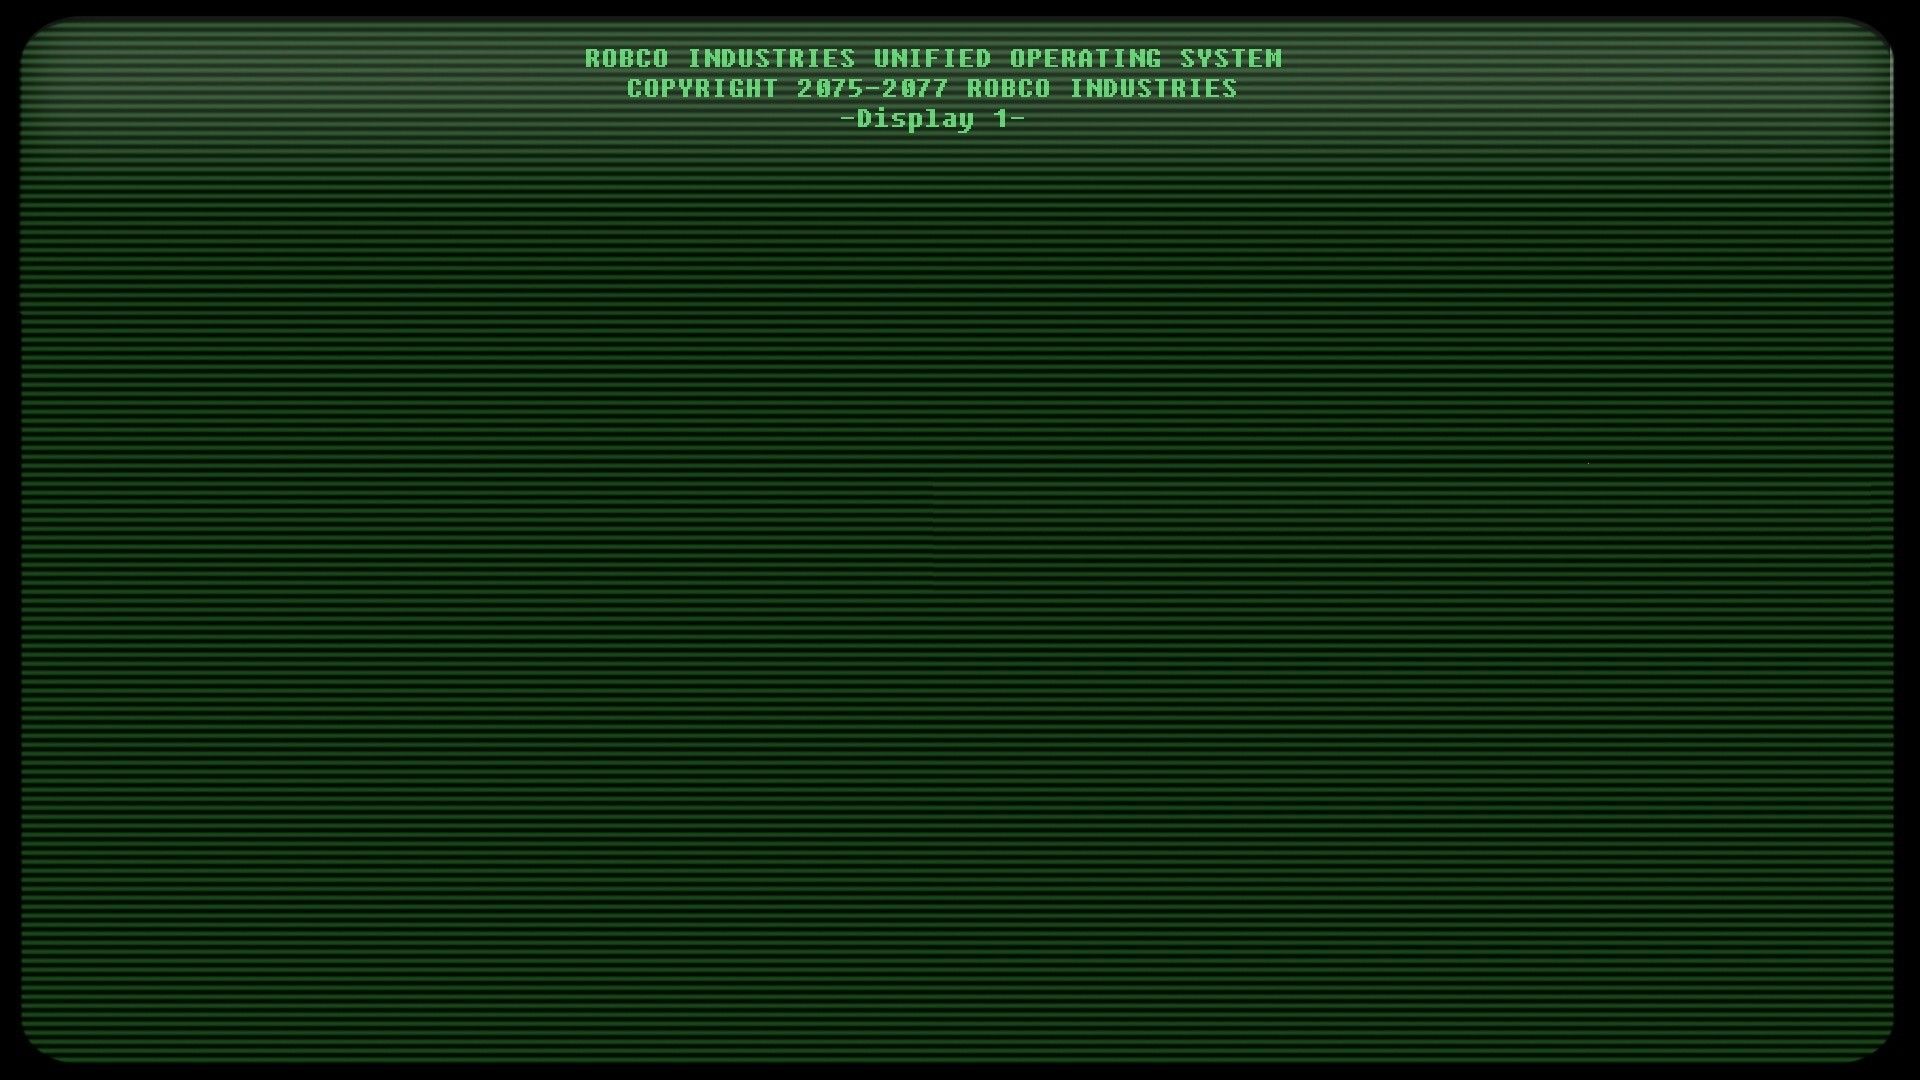 ROBCO INDUSTRIES UNIFIED OPERATING SYSTEM
COPYRIGHT 2075-2077 ROBCO INDUSTRIES
-Display 1-